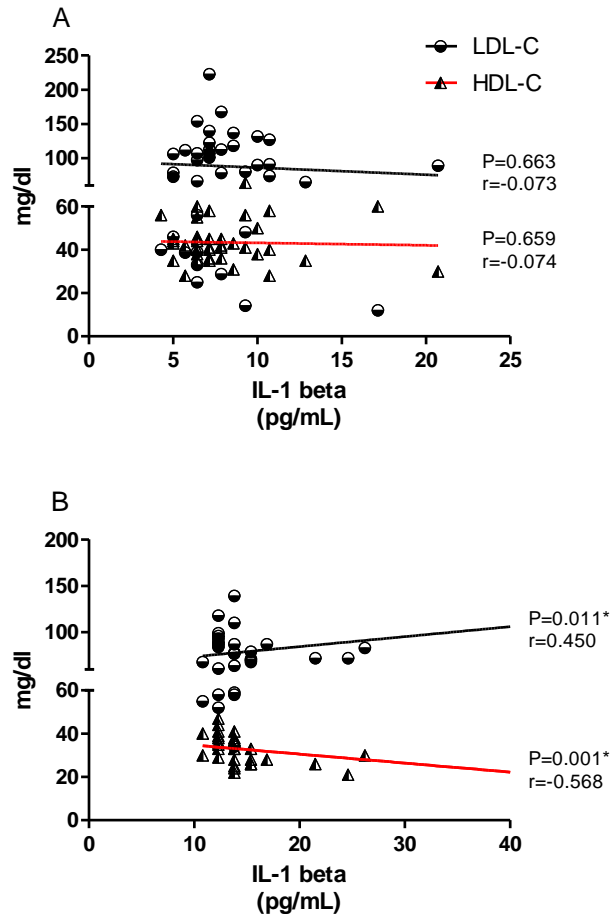 A
LDL-C
HDL-C
250
200
150
100
60
40
20
0
mg/dl
P=0.663
r=-0.073
P=0.659
r=-0.074
0 5 10 15 20 25
IL-1 beta
(pg/mL)
B
200
150
100
60
40
20
0
mg/dl
P=0.011*
r=0.450
P=0.001*
r=-0.568
0 10 20 30 40
IL-1 beta
(pg/mL)